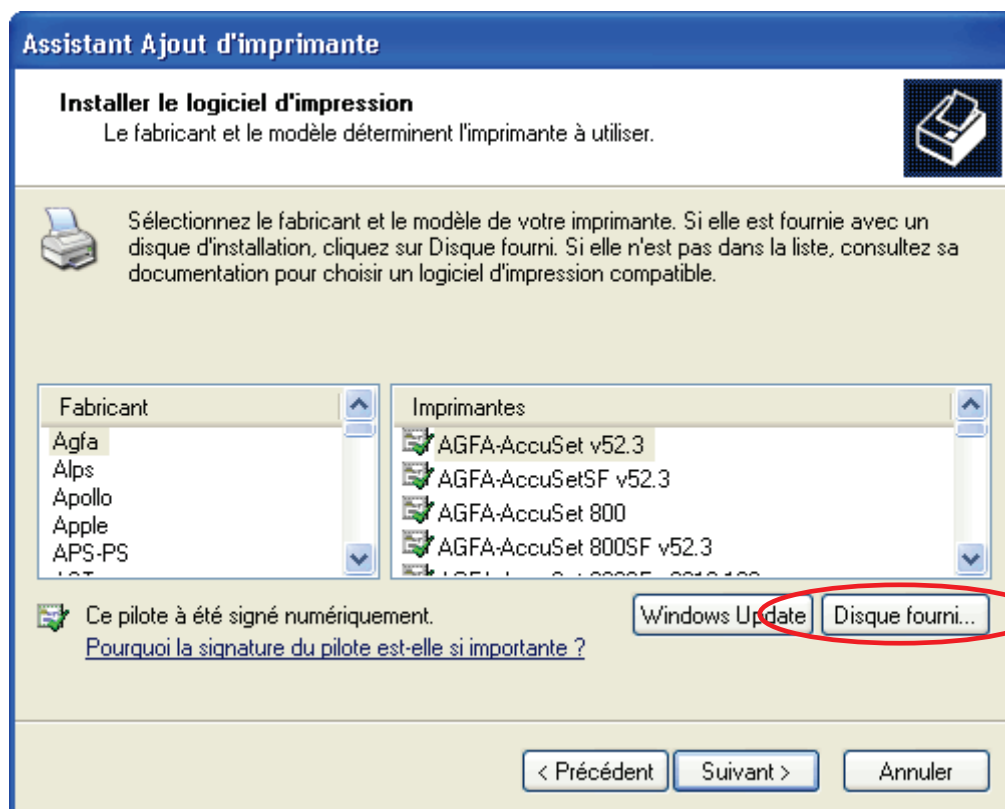 Assistant Ajout d'imprimante
Installer le logiciel d'impression
Le fabricant et le modèle déterminent l'imprimante à utiliser.
Sélectionnez le fabricant et le modèle de votre imprimante. Si elle est fournie avec un
disque d'installation, cliquez sur Disque fourni. Si elle n'est pas dans la liste, consultez sa
documentation pour choisir un logiciel d'impression compatible.
Fabricant
Agfa
Alps
Apollo
Apple
APS-PS
Imprimantes
AGFA-AccuSet v52.3
AGFA-AccuSetSF v52.3
AGFA-AccuSet 800
AGFA-AccuSet 800SF v52.3
Ce pilote à été signé numériquement.
Pourquoi la signature du pilote est-elle si importante ?
Windows Update
Disque fourni...
< Précédent
Suivant >
Annuler